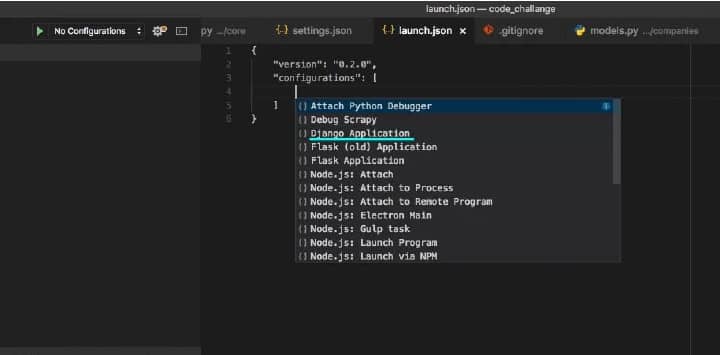 launch.json — code_challange
No Configurations
py .../core
settings.json
launch.json ×
.gitignore
models.py .../companies
1 {
2 "version": "0.2.0",
3 "configurations": [
4
5 ]
6 }
{} Attach Python Debugger
{} Debug Scrapy
{} Django Application
{} Flask (old) Application
{} Flask Application
{} Node.js: Attach
{} Node.js: Attach to Process
{} Node.js: Attach to Remote Program
{} Node.js: Electron Main
{} Node.js: Gulp task
{} Node.js: Launch Program
{} Node.js: Launch via NPM